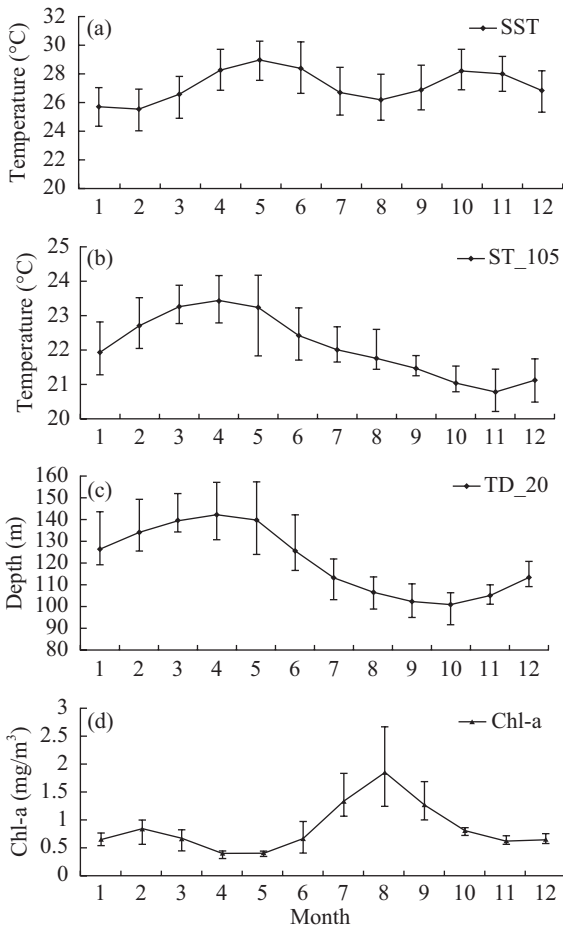 (a)
SST
Temperature (°C)
32
30
28
26
24
22
20
1 2 3 4 5 6 7 8 9 10 11 12
(b)
ST_105
Temperature (°C)
25
24
23
22
21
20
1 2 3 4 5 6 7 8 9 10 11 12
(c)
TD_20
Depth (m)
160
150
140
130
120
110
100
90
80
1 2 3 4 5 6 7 8 9 10 11 12
(d)
Chl-a
Chl-a (mg/m³)
3
2.5
2
1.5
1
0.5
0
1 2 3 4 5 6 7 8 9 10 11 12
Month